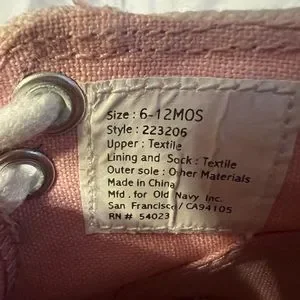 Size : 6-12MOS
Style : 223206
Upper : Textile
Lining and Sock : Textile
Outer sole : Other Materials
Made in China
Mfd . for Old Navy Inc.
San Francisco / CA94105
RN # 54023